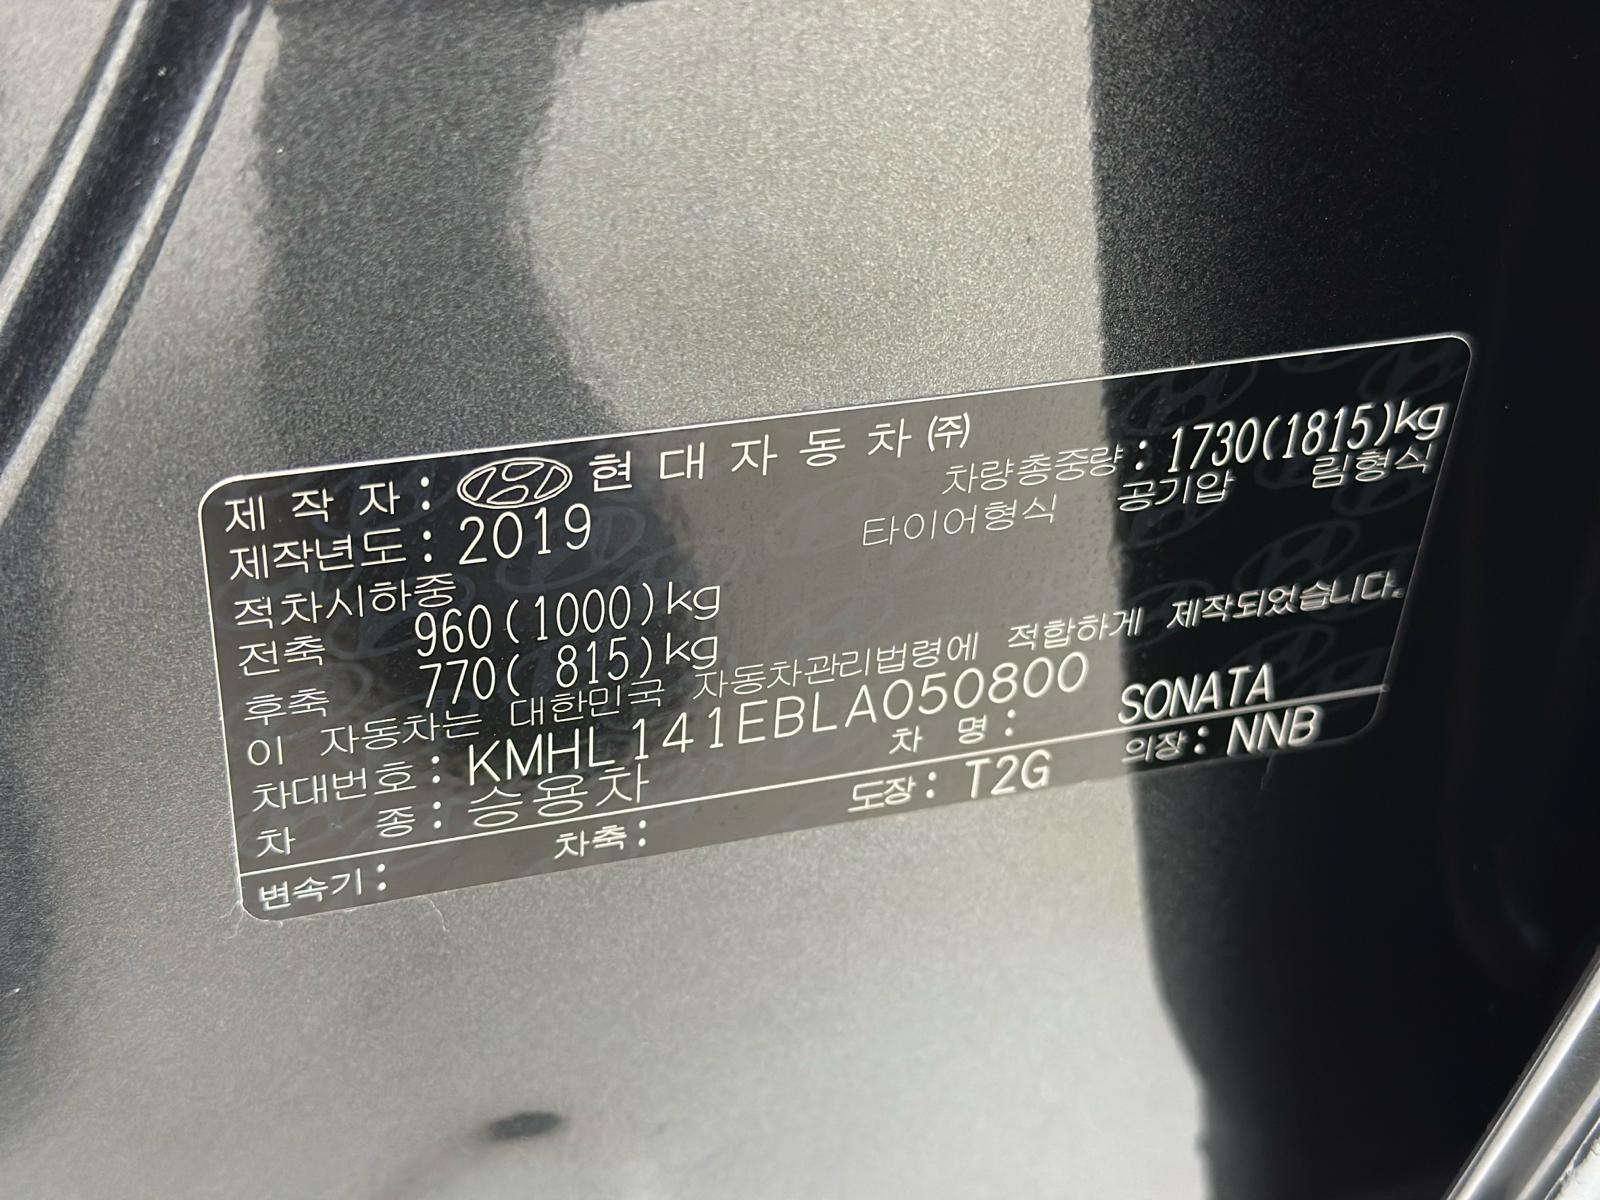 제 작 자 : 현 대 자 동 차 ㈜
제작년도 : 2019 차량총중량 : 1730(1815)kg
적차시하중 타이어형식 공기압 림형식
전축 960(1000)kg
후축 770( 815)kg
이 자동차는 대한민국 자동차관리법령에 적합하게 제작되었습니다.
차대번호 : KMHL141EBLA050800
차 종 : 승용차 차 명 : SONATA
변속기 : 차축 : 도장 : T2G 의장 : NNB